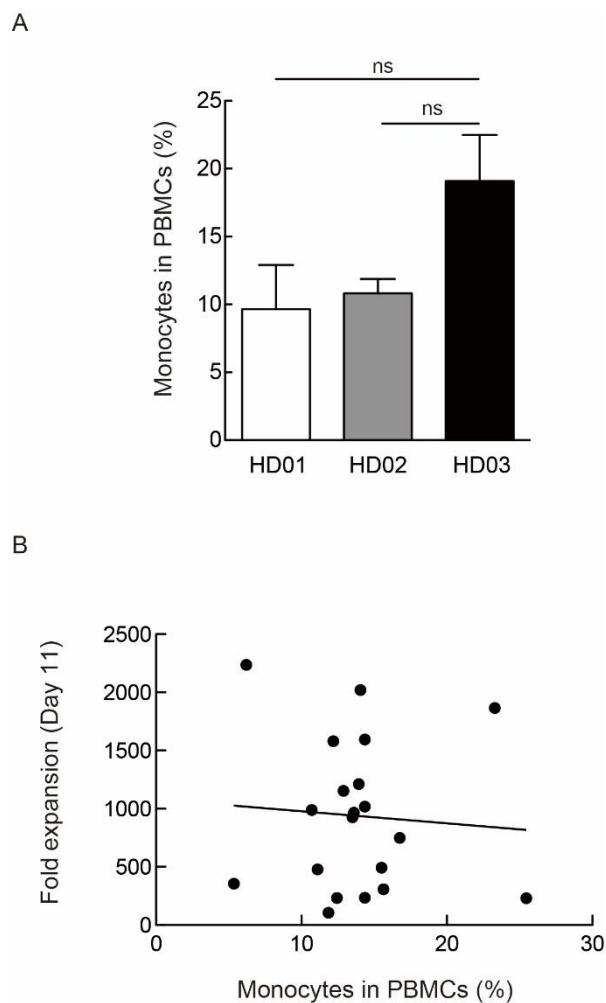 A
ns
ns
Monocytes in PBMCs (%)
25
20
15
10
5
0
HD01 HD02 HD03
B
Fold expansion (Day 11)
2500
2000
1500
1000
500
0
0 10 20 30
Monocytes in PBMCs (%)